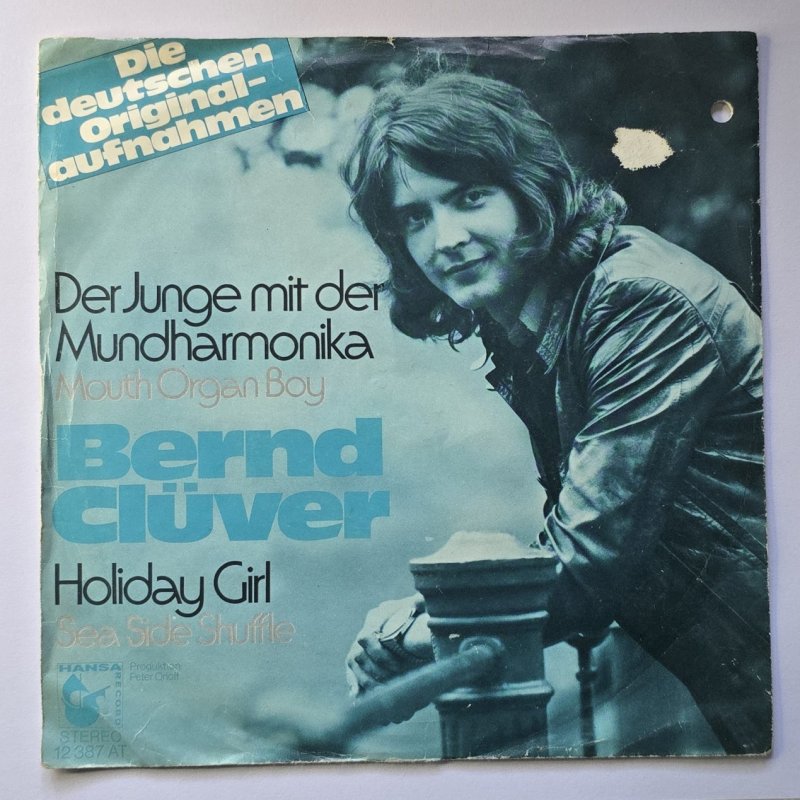 Die
deutschen
Original-
aufnahmen
Der Junge mit der
Mundharmonika
Mouth Organ Boy
Bernd
Clüver
Holiday Girl
Sea Side Shuffle
HANSA
RECORD
Produktion:
Peter Orloff
STEREO
12 387 AT